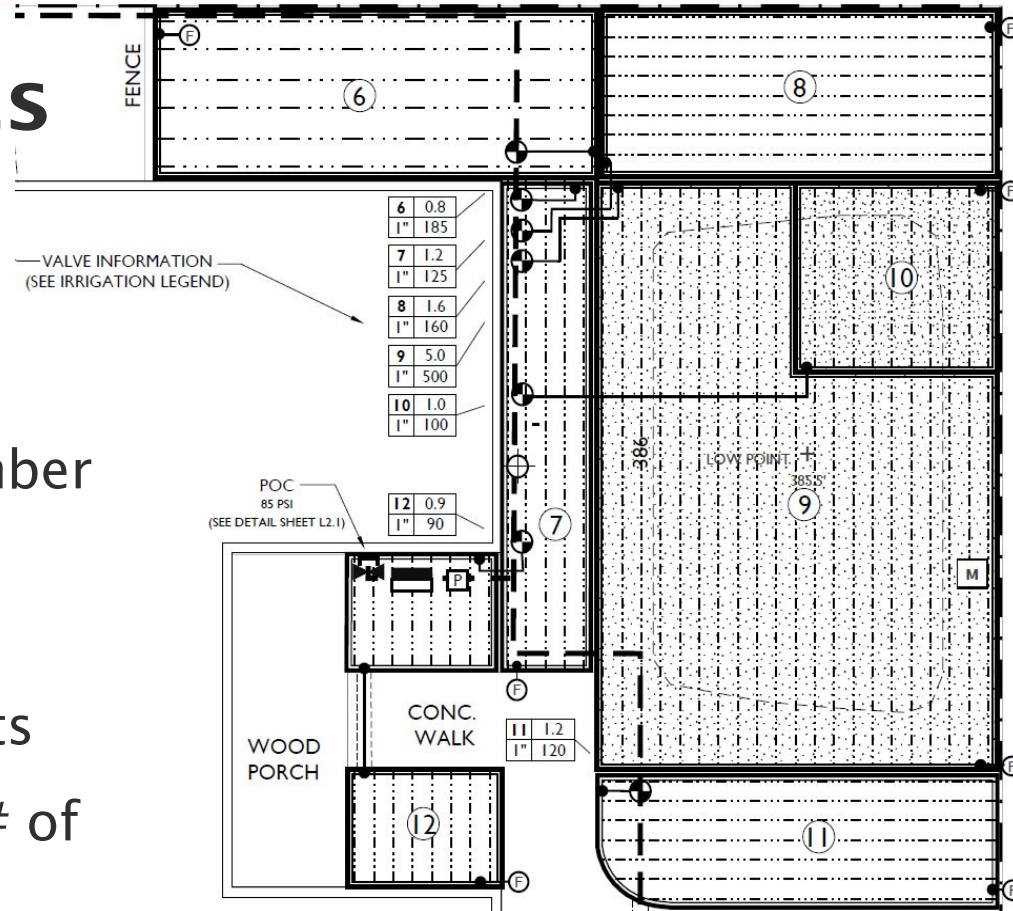 FENCE
6
8
F
F
6 0.8
1" 185
7 1.2
1" 125
8 1.6
1" 160
9 5.0
1" 500
10 1.0
1" 100
VALVE INFORMATION
(SEE IRRIGATION LEGEND)
F
10
386
LOW POINT +
385.5'
9
12 0.9
1" 90
POC
85 PSI
(SEE DETAIL SHEET L2.1)
7
P
M
F
CONC.
WALK
11 1.2
1" 120
WOOD
PORCH
F
12
11
F
F
# of